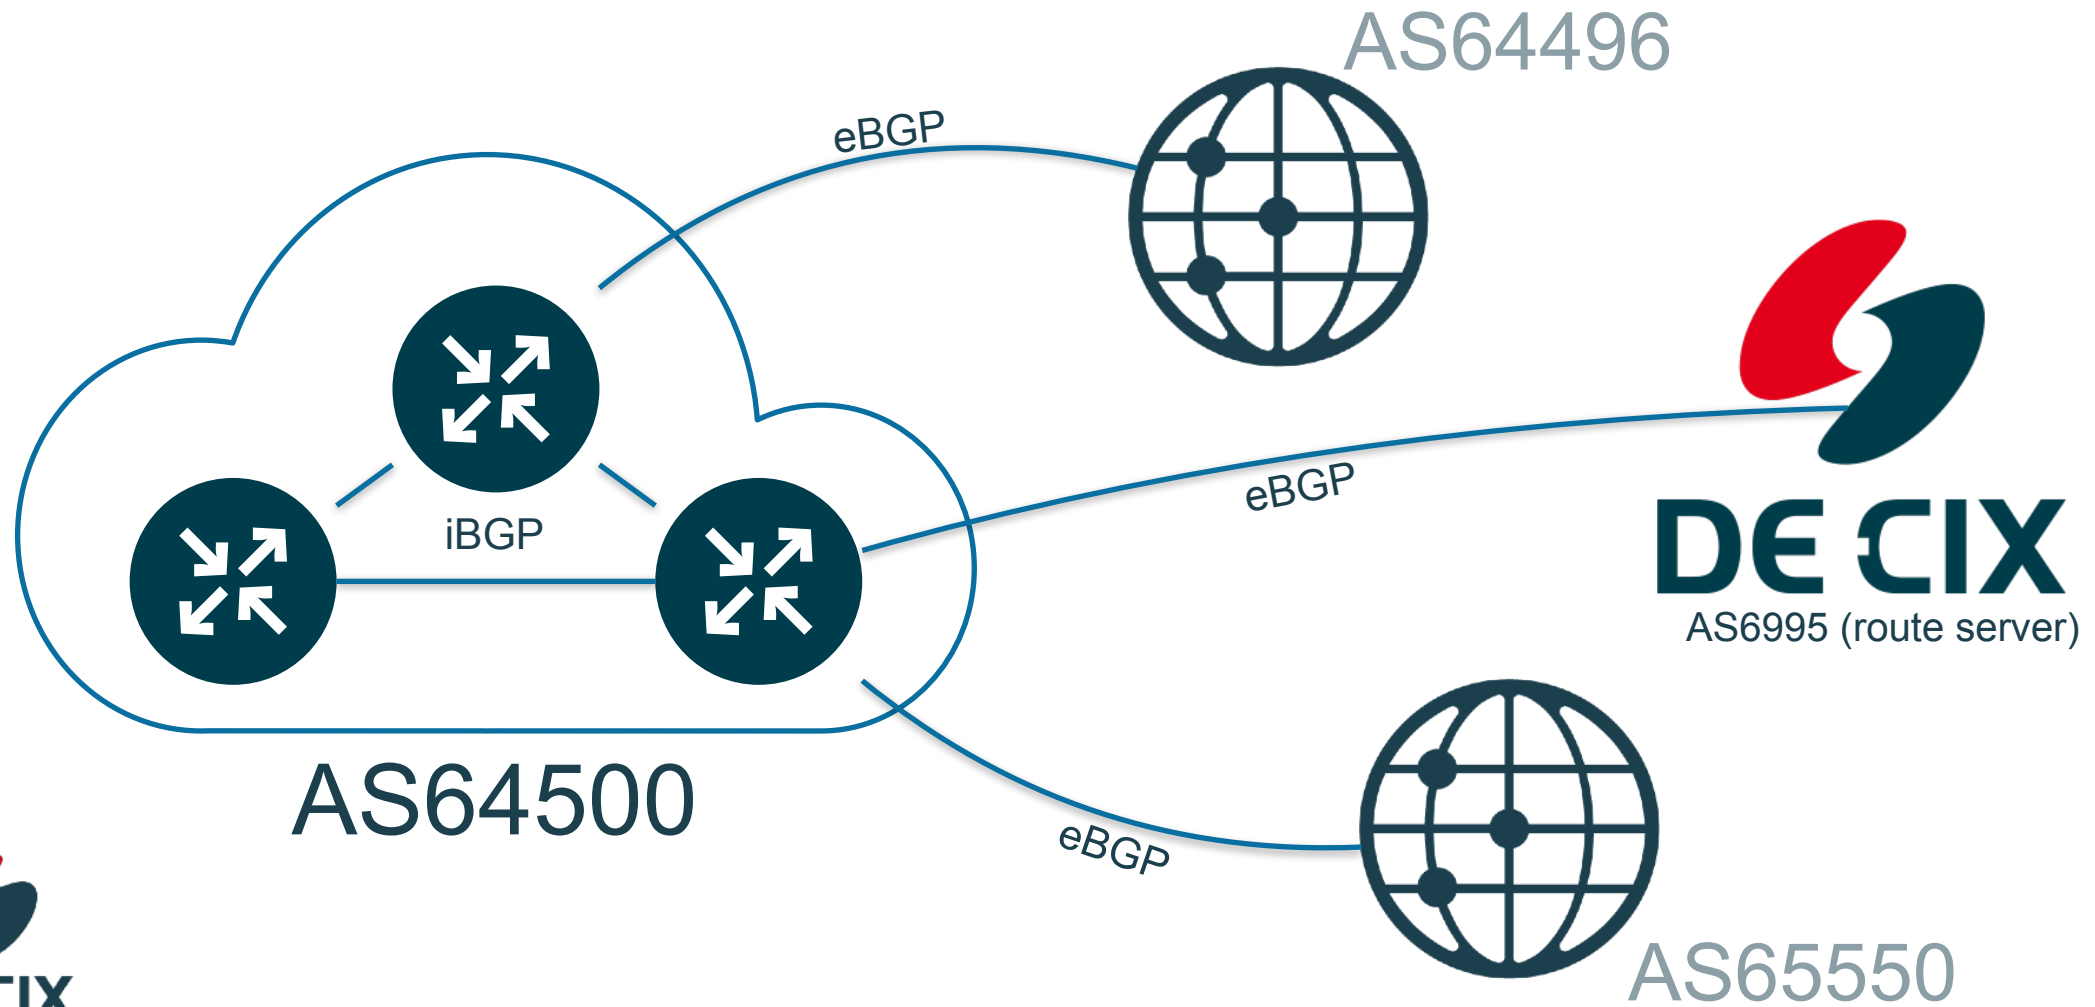 AS64496
eBGP
eBGP
iBGP
DE CIX
AS6995 (route server)
AS64500
eBGP
AS65550